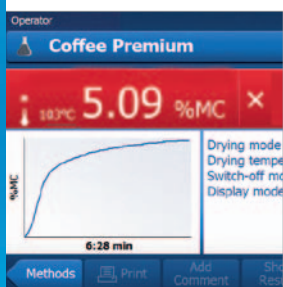 Operator
Coffee Premium
103°C 5.09 %MC ×
Drying mode
Drying tempe
Switch-off mo
Display mode
%MC
6:28 min
Methods
Print
Add
Comment
Sho
Res